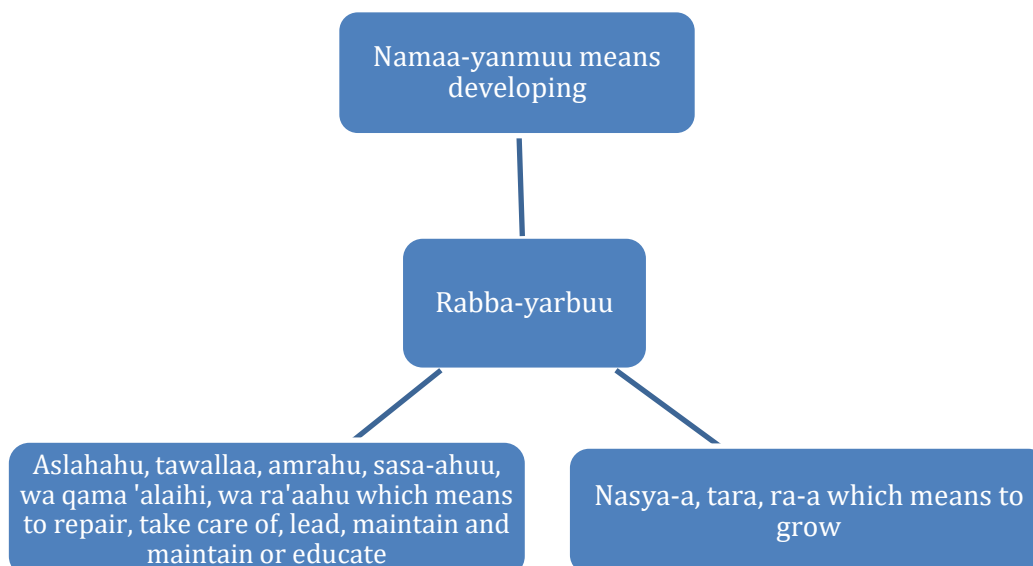 Namaa-yanmuu means
developing
Rabba-yarbuu
Aslahahu, tawallaa, amrahu, sasa-ahuu,
wa qama 'alaihi, wa ra'aahu which means
to repair, take care of, lead, maintain and
maintain or educate
Nasya-a, tara, ra-a which means to
grow